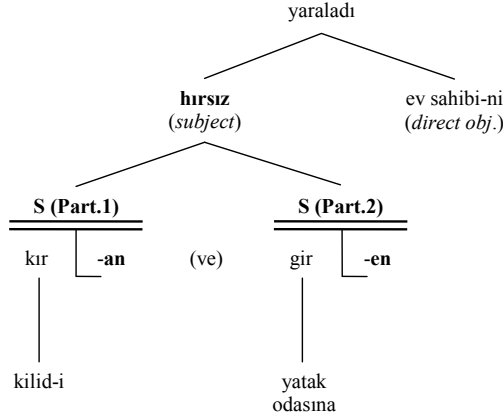 yaraladı
hırsız ev sahibi-ni
(subject) (direct obj.)
S (Part.1) S (Part.2)
kır -an (ve) gir -en
kilid-i yatak
odasına